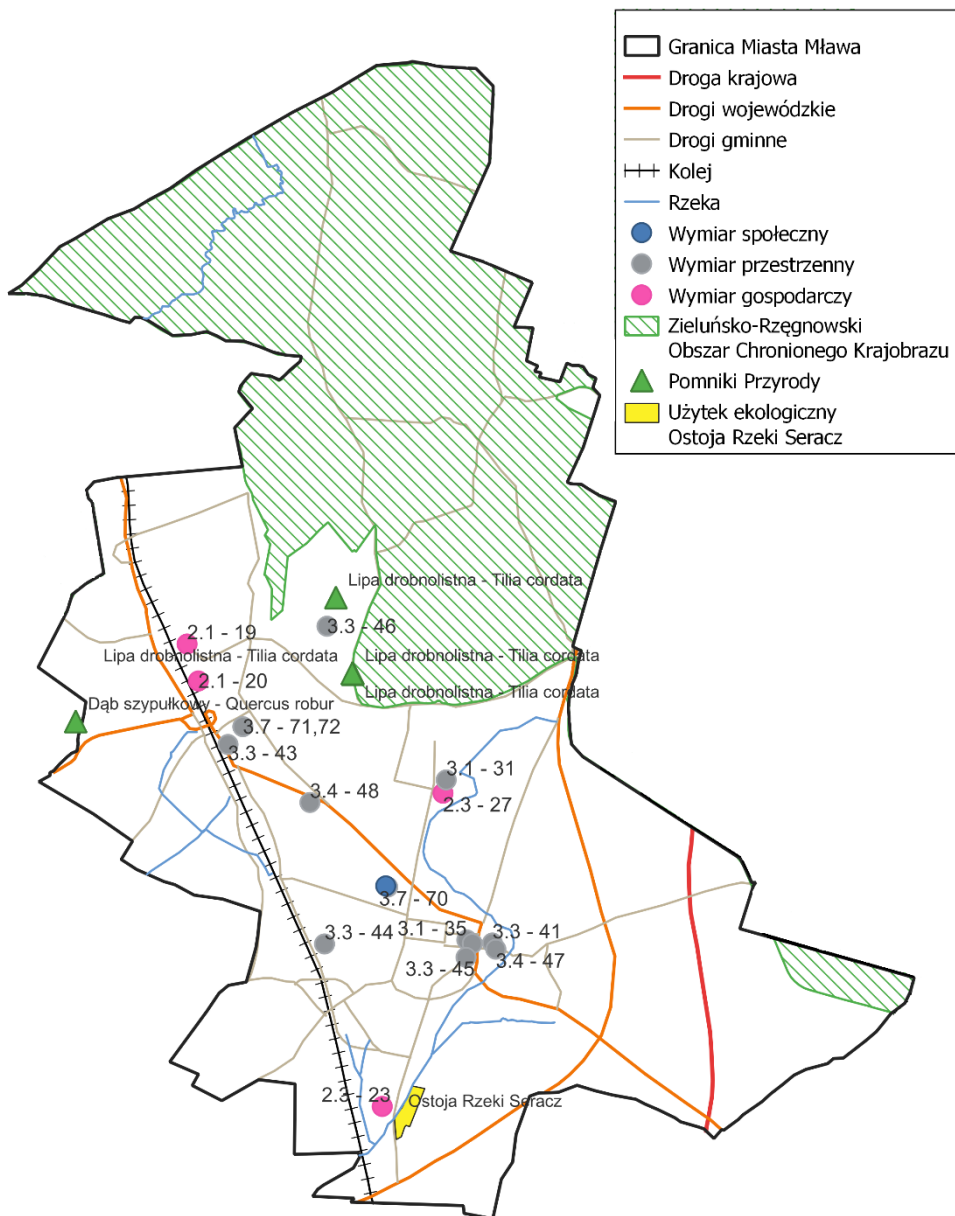 Granica Miasta Mława
Droga krajowa
Drogi wojewódzkie
Drogi gminne
Kolej
Rzeka
Wymiar społeczny
Wymiar przestrzenny
Wymiar gospodarczy
Zieluńsko-Rzęgnowski
Obszar Chronionego Krajobrazu
Pomniki Przyrody
Użytek ekologiczny
Ostoja Rzeki Seracz
Lipa drobnolistna - Tilia cordata
3.3 - 46
2.1 - 19
Lipa drobnolistna - Tilia cordata
Lipa drobnolistna - Tilia cordata
2.1 - 20
Lipa drobnolistna - Tilia cordata
Dąb szypułkowy - Quercus robur
3.7 - 71,72
3.3 - 43
3.1 - 31
3.4 - 48
2.3 - 27
3.7 - 70
3.3 - 44
3.1 - 35
3.3 - 41
3.3 - 45
3.4 - 47
2.3 - 23
Ostoja Rzeki Seracz